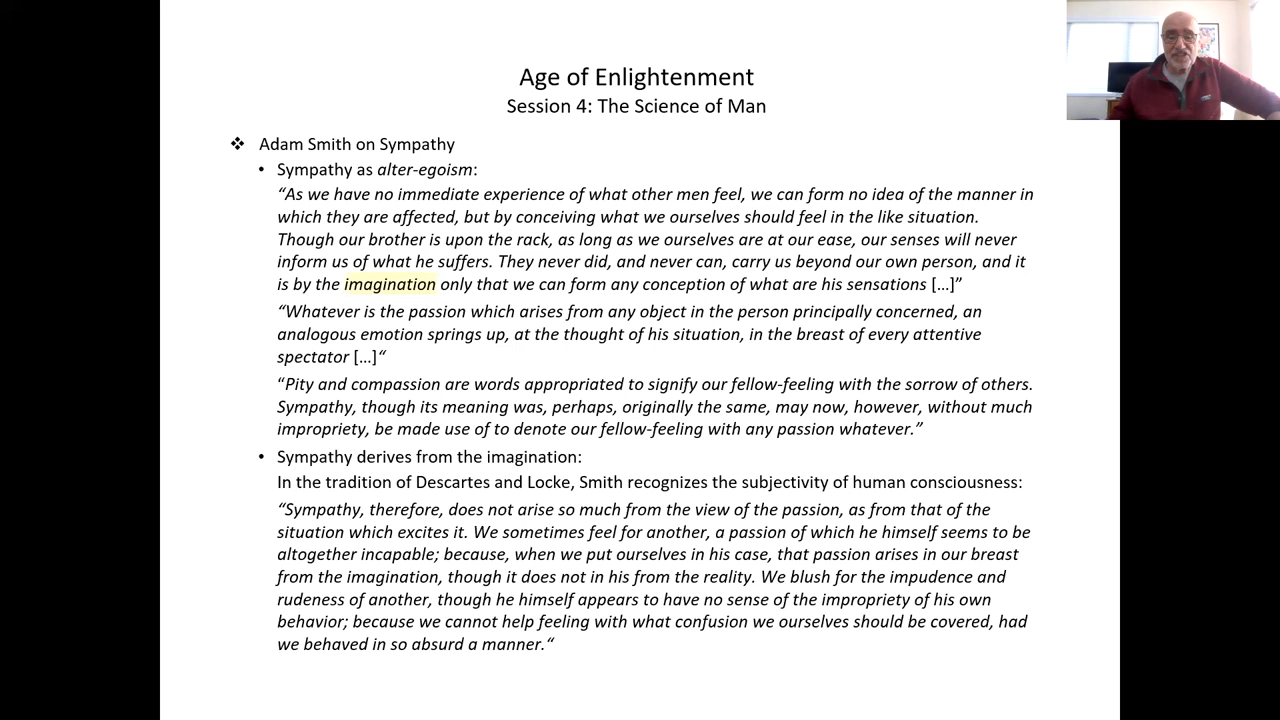 Age of Enlightenment
Session 4: The Science of Man
❖ Adam Smith on Sympathy
• Sympathy as alter-egoism:
“As we have no immediate experience of what other men feel, we can form no idea of the manner in
which they are affected, but by conceiving what we ourselves should feel in the like situation.
Though our brother is upon the rack, as long as we ourselves are at our ease, our senses will never
inform us of what he suffers. They never did, and never can, carry us beyond our own person, and it
is by the imagination only that we can form any conception of what are his sensations […]”
“Whatever is the passion which arises from any object in the person principally concerned, an
analogous emotion springs up, at the thought of his situation, in the breast of every attentive
spectator […]“
“Pity and compassion are words appropriated to signify our fellow-feeling with the sorrow of others.
Sympathy, though its meaning was, perhaps, originally the same, may now, however, without much
impropriety, be made use of to denote our fellow-feeling with any passion whatever.”
• Sympathy derives from the imagination:
In the tradition of Descartes and Locke, Smith recognizes the subjectivity of human consciousness:
“Sympathy, therefore, does not arise so much from the view of the passion, as from that of the
situation which excites it. We sometimes feel for another, a passion of which he himself seems to be
altogether incapable; because, when we put ourselves in his case, that passion arises in our breast
from the imagination, though it does not in his from the reality. We blush for the impudence and
rudeness of another, though he himself appears to have no sense of the impropriety of his own
behavior; because we cannot help feeling with what confusion we ourselves should be covered, had
we behaved in so absurd a manner.“